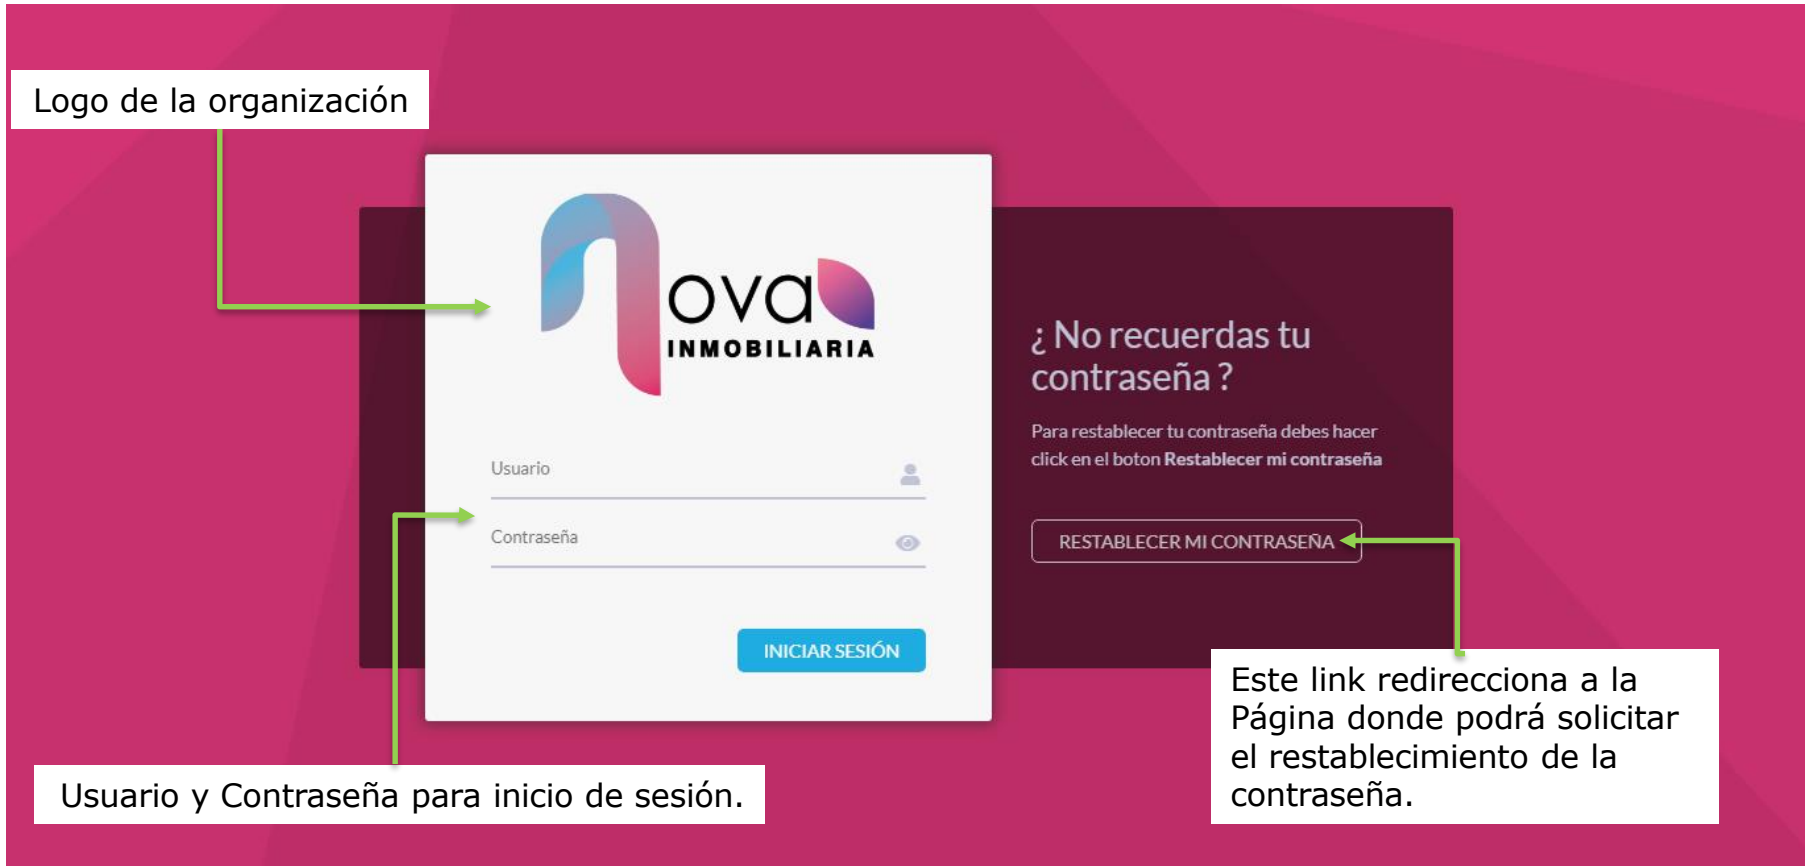 Logo de la organización
Nova
INMOBILIARIA
¿ No recuerdas tu
contraseña ?
Para restablecer tu contraseña debes hacer
click en el boton Restablecer mi contraseña
Usuario
Contraseña
RESTABLECER MI CONTRASEÑA
INICIAR SESIÓN
Este link redirecciona a la
Página donde podrá solicitar
el restablecimiento de la
contraseña.
Usuario y Contraseña para inicio de sesión.